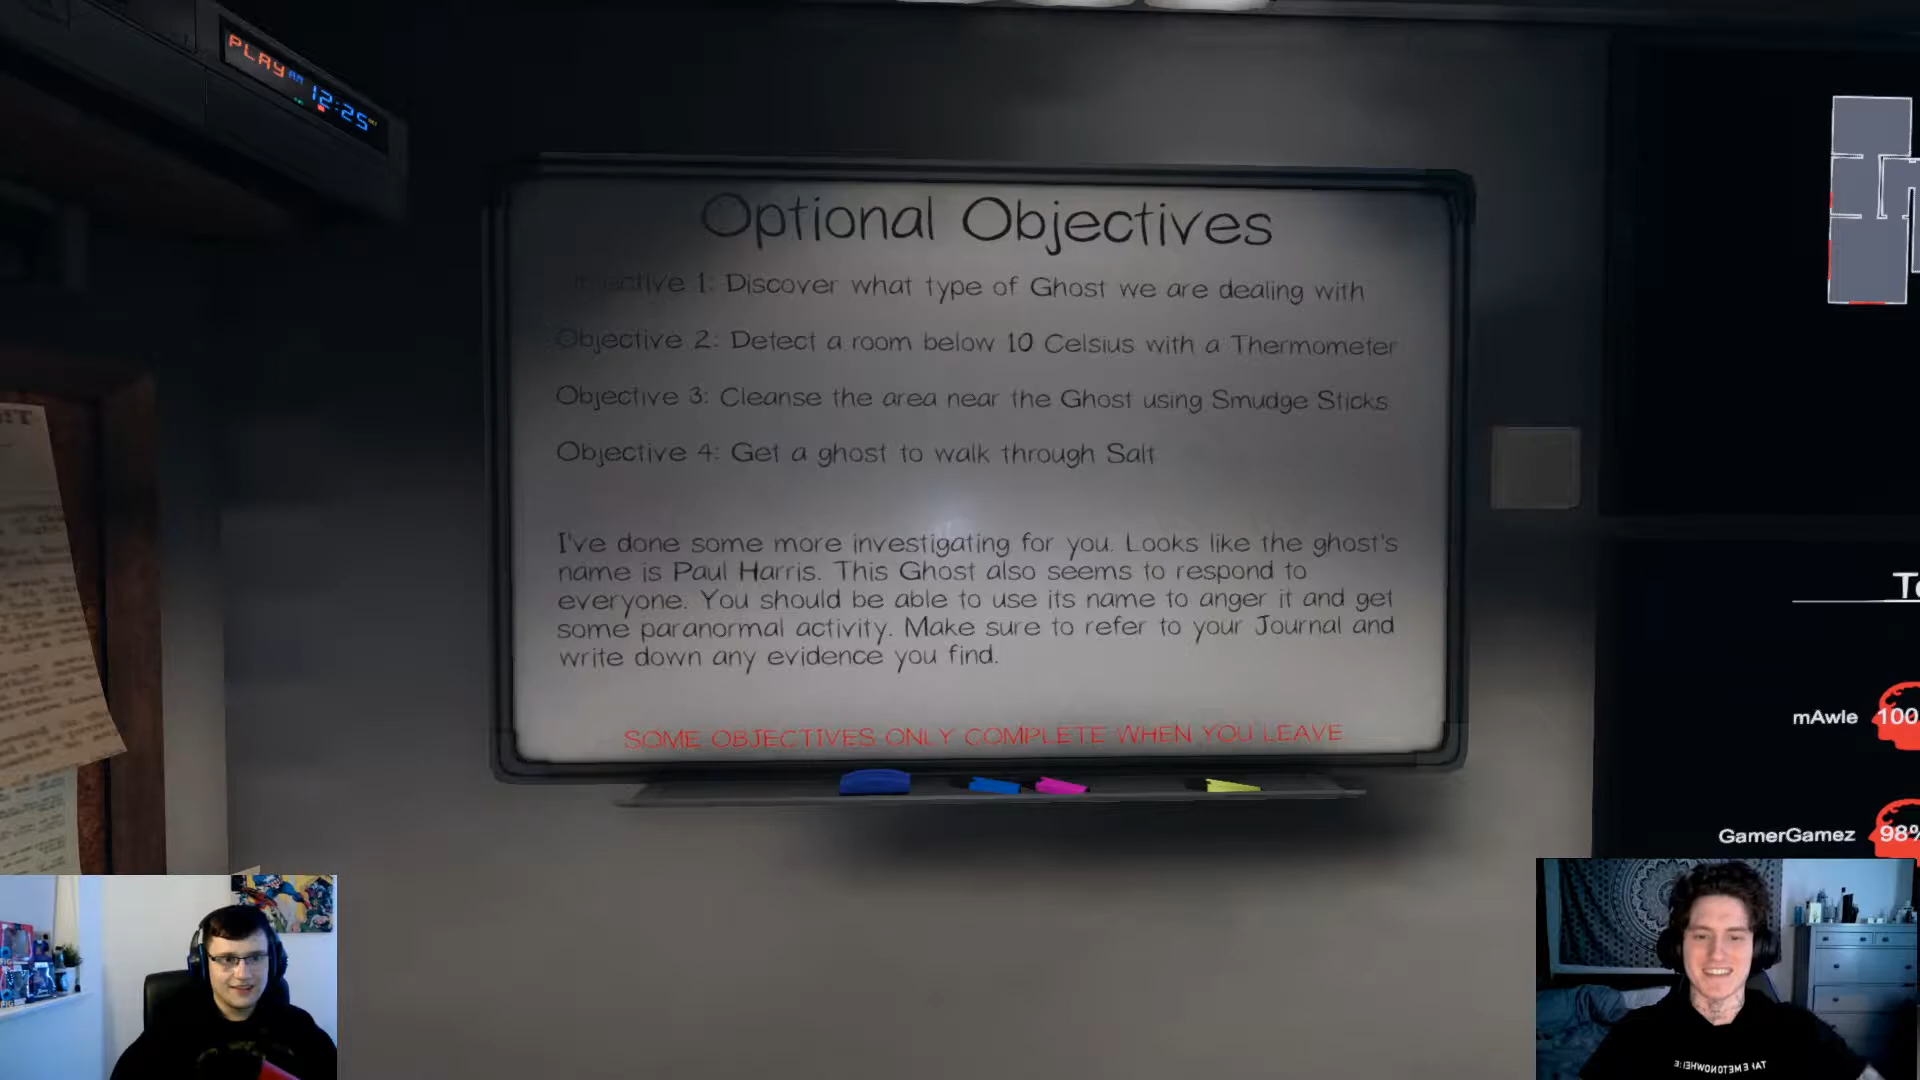 PLAY AM
12:25
Optional Objectives
Objective 1: Discover what type of Ghost we are dealing with
Objective 2: Detect a room below 10 Celsius with a Thermometer
Objective 3: Cleanse the area near the Ghost using Smudge Sticks
Objective 4: Get a ghost to walk through Salt
I've done some more investigating for you. Looks like the ghost's
name is Paul Harris. This Ghost also seems to respond to
everyone. You should be able to use its name to anger it and get
some paranormal activity. Make sure to refer to your Journal and
write down any evidence you find.
SOME OBJECTIVES ONLY COMPLETE WHEN YOU LEAVE
mAwle 100
GamerGamez 98%